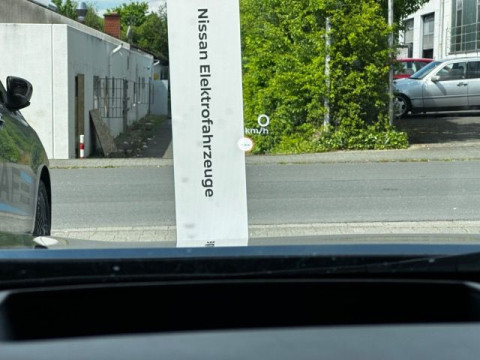 Nissan Elektrofahrzeuge
0
km/h